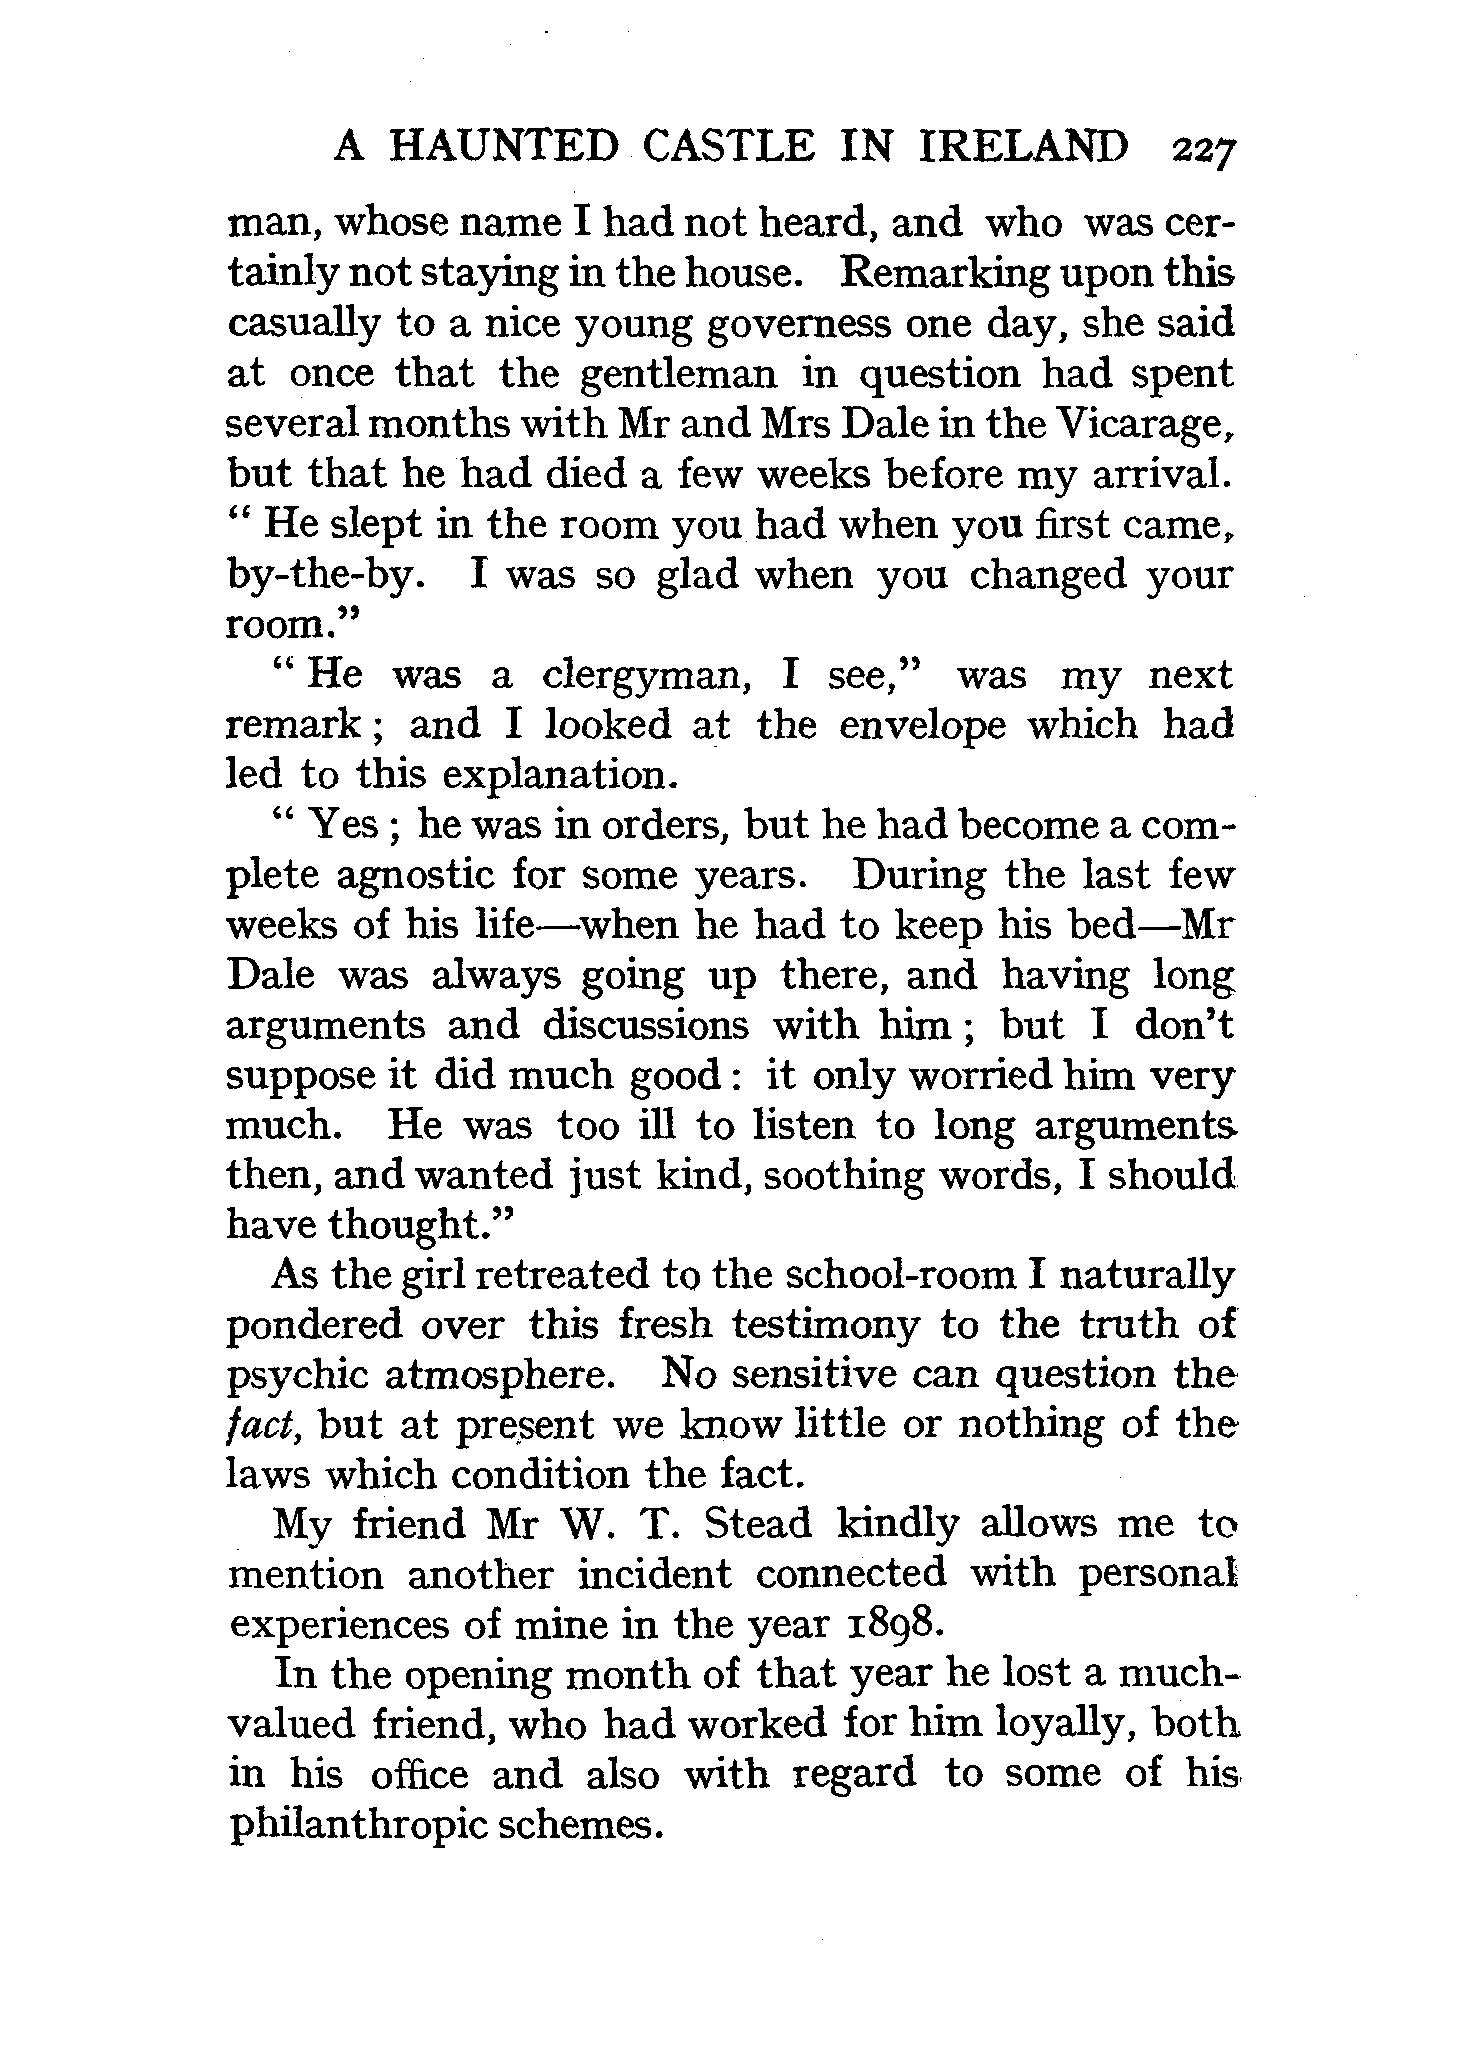 A HAUNTED CASTLE IN IRELAND 227
man, whose name I had not heard, and who was cer-
tainly not staying in the house. Remarking upon this
casually to a nice young governess one day, she said
at once that the gentleman in question had spent
several months with Mr and Mrs Dale in the Vicarage,
but that he had died a few weeks before my arrival.
“ He slept in the room you had when you first came,
by-the-by. I was so glad when you changed your
room.”
“ He was a clergyman, I see,” was my next
remark ; and I looked at the envelope which had
led to this explanation.
“ Yes ; he was in orders, but he had become a com-
plete agnostic for some years. During the last few
weeks of his life—when he had to keep his bed—Mr
Dale was always going up there, and having long
arguments and discussions with him ; but I don’t
suppose it did much good : it only worried him very
much. He was too ill to listen to long arguments
then, and wanted just kind, soothing words, I should
have thought.”
As the girl retreated to the school-room I naturally
pondered over this fresh testimony to the truth of
psychic atmosphere. No sensitive can question the
fact, but at present we know little or nothing of the
laws which condition the fact.
My friend Mr W. T. Stead kindly allows me to
mention another incident connected with personal
experiences of mine in the year 1898.
In the opening month of that year he lost a much-
valued friend, who had worked for him loyally, both
in his office and also with regard to some of his
philanthropic schemes.